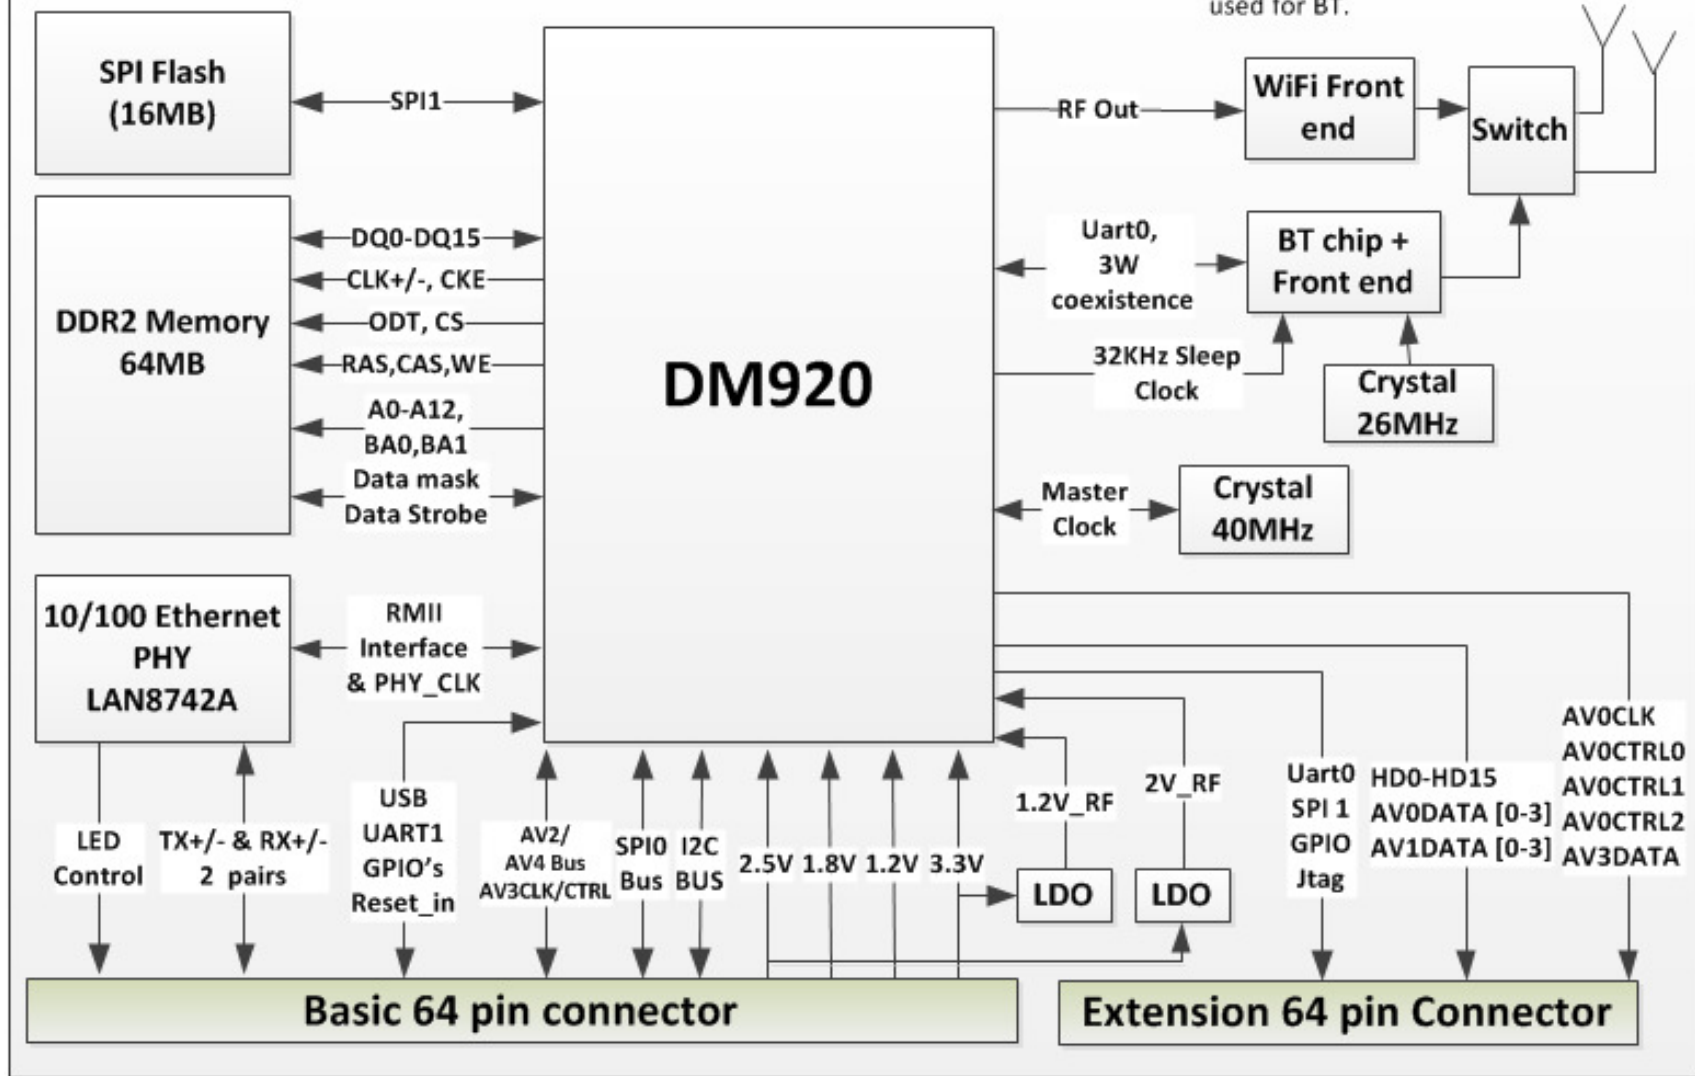 used for BT.
SPI Flash
(16MB)
SPI1
DM920
RF Out
WiFi Front
end
Switch
DDR2 Memory
64MB
DQ0-DQ15
CLK+/-, CKE
ODT, CS
RAS,CAS,WE
A0-A12,
BA0,BA1
Data mask
Data Strobe
Uart0,
3W
coexistence
BT chip +
Front end
32KHz Sleep
Clock
Crystal
26MHz
Master
Clock
Crystal
40MHz
10/100 Ethernet
PHY
LAN8742A
RMII
Interface
& PHY_CLK
LED
Control
TX+/- & RX+/-
2 pairs
USB
UART1
GPIO's
Reset_in
AV2/
AV4 Bus
AV3CLK/CTRL
SPI0
Bus
I2C
BUS
2.5V
1.8V
1.2V
3.3V
1.2V_RF
LDO
2V_RF
LDO
Uart0
SPI 1
GPIO
Jtag
HD0-HD15
AV0DATA [0-3]
AV1DATA [0-3]
AV0CLK
AV0CTRL0
AV0CTRL1
AV0CTRL2
AV3DATA
Basic 64 pin connector
Extension 64 pin Connector